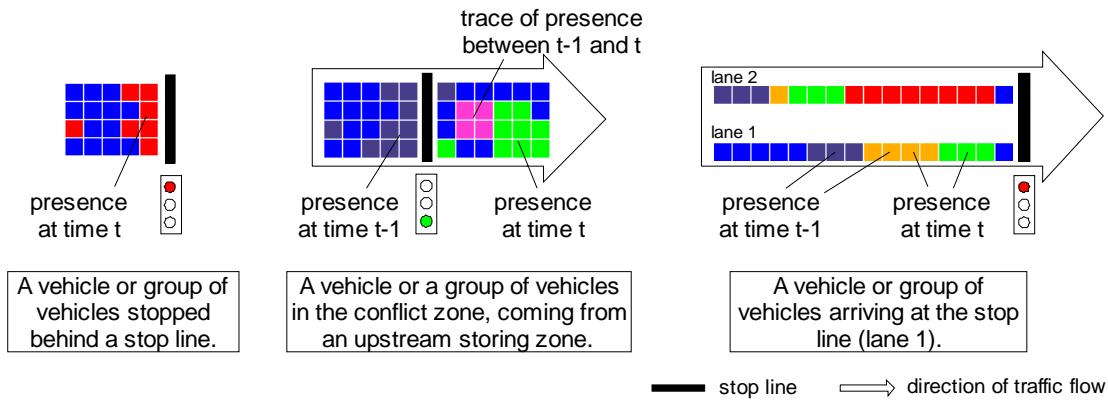 trace of presence
between t-1 and t
lane 2
lane 1
presence
at time t
presence
at time t-1
presence
at time t
presence
at time t-1
presence
at time t
A vehicle or group of
vehicles stopped
behind a stop line.
A vehicle or a group of vehicles
in the conflict zone, coming from
an upstream storing zone.
A vehicle or group of
vehicles arriving at the stop
line (lane 1).
stop line
direction of traffic flow